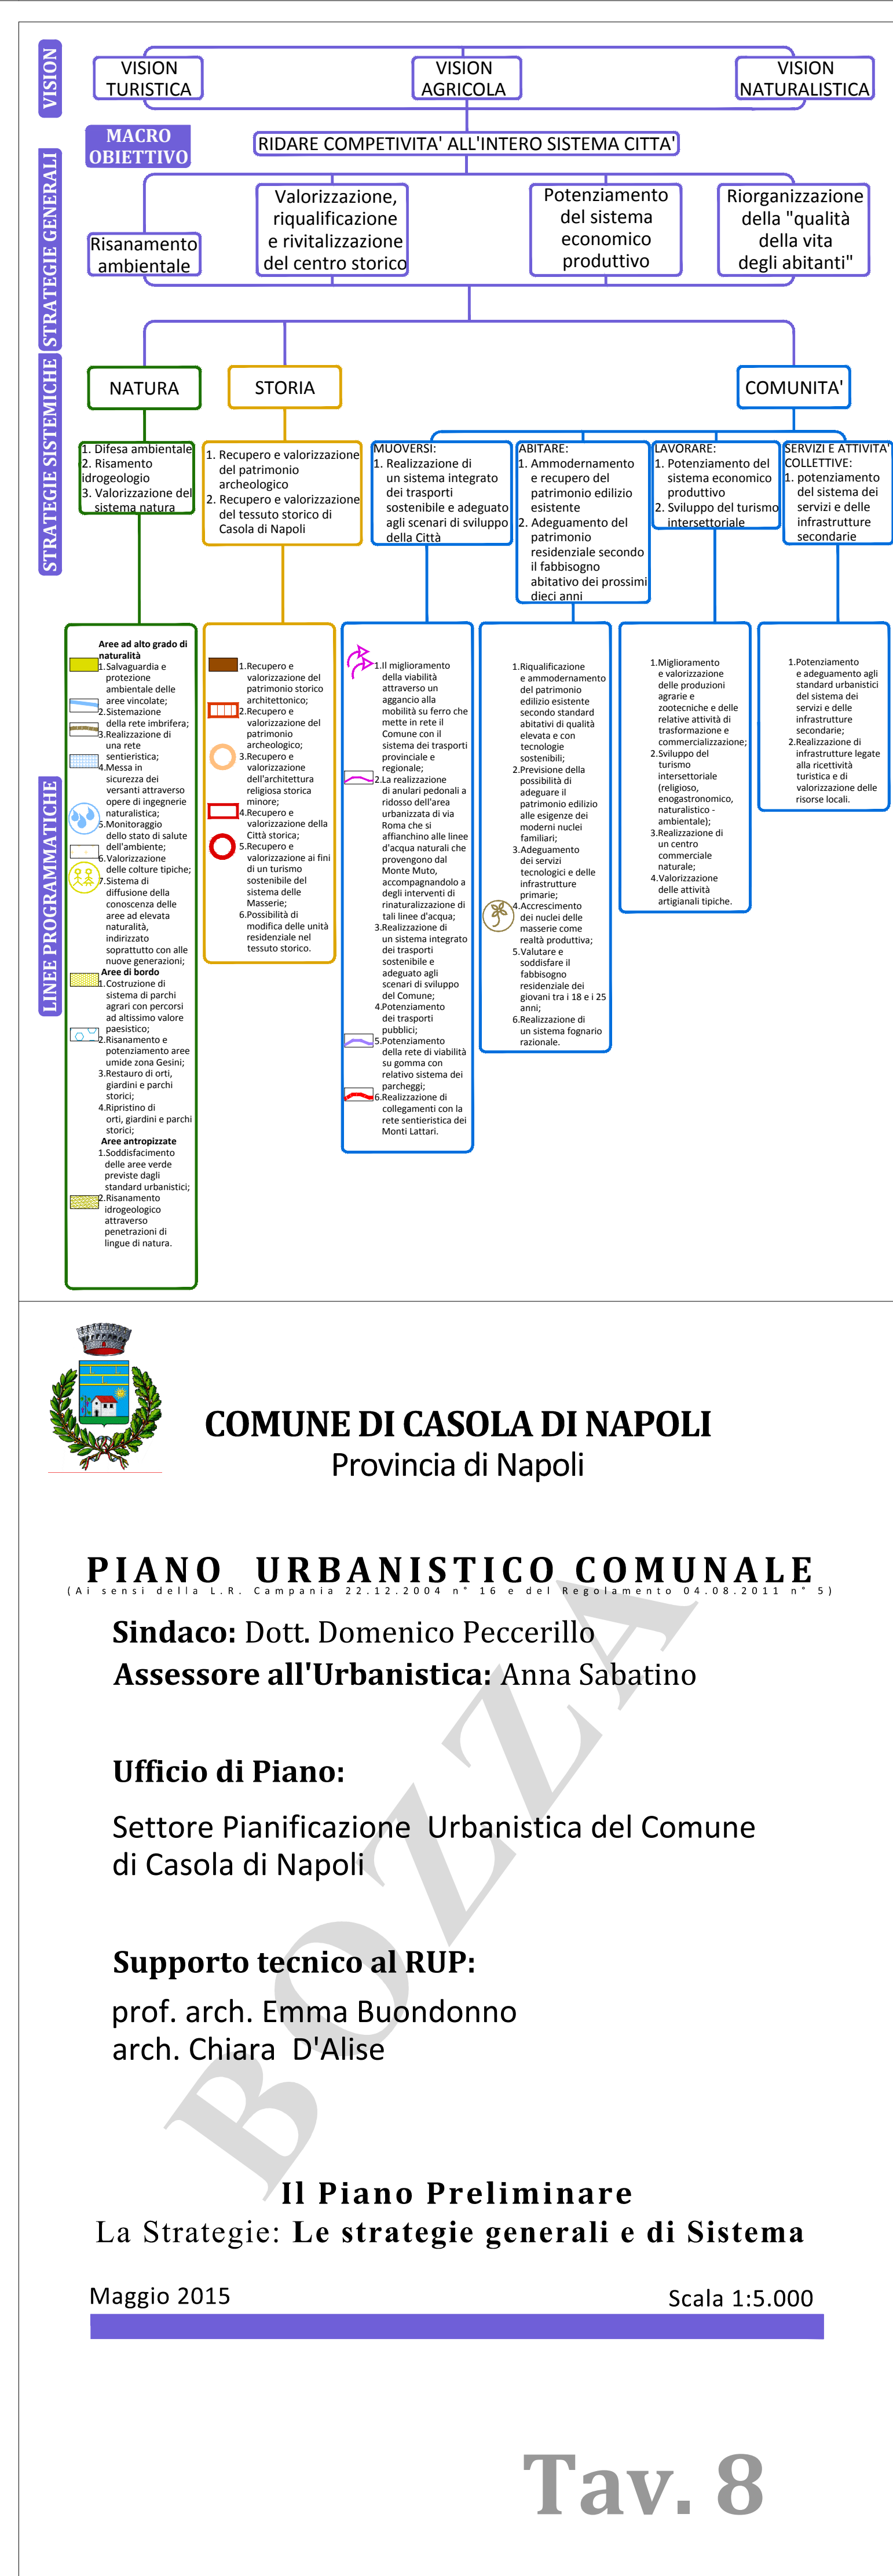 VISION
VISION
TURISTICA
VISION
AGRICOLA
VISION
NATURALISTICA
MACRO
OBIETTIVO
RIDARE COMPETIVITA' ALL'INTERO SISTEMA CITTA'
STRATEGIE GENERALI
Risanamento
ambientale
Valorizzazione,
riqualificazione
e rivitalizzazione
del centro storico
Potenziamento
del sistema
economico
produttivo
Riorganizzazione
della "qualità
della vita
degli abitanti"
STRATEGIE SISTEMICHE
NATURA
STORIA
COMUNITA'
1. Difesa ambientale
2. Risamento
idrogeologio
3. Valorizzazione del
sistema natura
1. Recupero e valorizzazione
del patrimonio
archeologico
2. Recupero e valorizzazione
del tessuto storico di
Casola di Napoli
MUOVERSI:
1. Realizzazione di
un sistema integrato
dei trasporti
sostenibile e adeguato
agli scenari di sviluppo
della Città
ABITARE:
1. Ammodernamento
e recupero del
patrimonio edilizio
esistente
2. Adeguamento del
patrimonio
residenziale secondo
il fabbisogno
abitativo dei prossimi
dieci anni
LAVORARE:
1. Potenziamento del
sistema economico
produttivo
2. Sviluppo del turismo
intersettoriale
SERVIZI E ATTIVITA'
COLLETTIVE:
1. potenziamento
del sistema dei
servizi e delle
infrastrutture
secondarie
LINEE PROGRAMMATICHE
Aree ad alto grado di
naturalità
1.Salvaguardia e
protezione
ambientale delle
aree vincolate;
2.Sistemazione
della rete imbrifera;
3.Realizzazione di
una rete
sentieristica;
4.Messa in
sicurezza dei
versanti attraverso
opere di ingegnerie
naturalistica;
5.Monitoraggio
dello stato di salute
dell'ambiente;
6.Valorizzazione
delle colture tipiche;
7.Sistema di
diffusione della
conoscenza delle
aree ad elevata
naturalità,
indirizzato
soprattutto con alle
nuove generazioni;
Aree di bordo
1.Costruzione di
sistema di parchi
agrari con percorsi
ad altissimo valore
paesistico;
2.Risanamento e
potenziamento aree
umide zona Gesini;
3.Restauro di orti,
giardini e parchi
storici;
4.Ripristino di
orti, giardini e parchi
storici;
Aree antropizzate
1.Soddisfacimento
delle aree verde
previste dagli
standard urbanistici;
2.Risanamento
idrogeologico
attraverso
penetrazioni di
lingue di natura.
1.Recupero e
valorizzazione del
patrimonio storico
architettonico;
2.Recupero e
valorizzazione del
patrimonio
archeologico;
3.Recupero e
valorizzazione
dell'architettura
religiosa storica
minore;
4.Recupero e
valorizzazione della
Città storica;
5.Recupero e
valorizzazione ai fini
di un turismo
sostenibile del
sistema delle
Masserie;
6.Possibilità di
modifica delle unità
residenziale nel
tessuto storico.
1.Il miglioramento
della viabilità
attraverso un
aggancio alla
mobilità su ferro che
mette in rete il
Comune con il
sistema dei trasporti
provinciale e
regionale;
2.La realizzazione
di anulari pedonali a
ridosso dell'area
urbanizzata di via
Roma che si
affianchino alle linee
d'acqua naturali che
provengono dal
Monte Muto,
accompagnandolo a
degli interventi di
rinaturalizzazione di
tali linee d'acqua;
3.Realizzazione di
un sistema integrato
dei trasporti
sostenibile e
adeguato agli
scenari di sviluppo
del Comune;
4.Potenziamento
dei trasporti
pubblici;
5.Potenziamento
della rete di viabilità
su gomma con
relativo sistema dei
parcheggi;
6.Realizzazione di
collegamenti con la
rete sentieristica dei
Monti Lattari.
1.Riqualificazione
e ammodernamento
del patrimonio
edilizio esistente
secondo standard
abitativi di qualità
elevata e con
tecnologie
sostenibili;
2.Previsione della
possibilità di
adeguare il
patrimonio edilizio
alle esigenze dei
moderni nuclei
familiari;
3.Adeguamento
dei servizi
tecnologici e delle
infrastrutture
primarie;
4.Accrescimento
dei nuclei delle
masserie come
realtà produttiva;
5.Valutare e
soddisfare il
fabbisogno
residenziale dei
giovani tra i 18 e i 25
anni;
6.Realizzazione di
un sistema fognario
razionale.
1.Miglioramento
e valorizzazione
delle produzioni
agrarie e
zootecniche e delle
relative attività di
trasformazione e
commercializzazione;
2.Sviluppo del
turismo
intersettoriale
(religioso,
enogastronomico,
naturalistico -
ambientale);
3.Realizzazione di
un centro
commerciale
naturale;
4.Valorizzazione
delle attività
artigianali tipiche.
1.Potenziamento
e adeguamento agli
standard urbanistici
del sistema dei
servizi e delle
infrastrutture
secondarie;
2.Realizzazione di
infrastrutture legate
alla ricettività
turistica e di
valorizzazione delle
risorse locali.
COMUNE DI CASOLA DI NAPOLI
Provincia di Napoli
PIANO URBANISTICO COMUNALE
(Ai sensi della L.R. Campania 22.12.2004 n° 16 e del Regolamento 04.08.2011 n° 5)
Sindaco: Dott. Domenico Peccerillo
Assessore all'Urbanistica: Anna Sabatino
Ufficio di Piano:
Settore Pianificazione Urbanistica del Comune
di Casola di Napoli
Supporto tecnico al RUP:
prof. arch. Emma Buondonno
arch. Chiara D'Alise
BOZZA
Il Piano Preliminare
La Strategie: Le strategie generali e di Sistema
Maggio 2015
Scala 1:5.000
Tav. 8